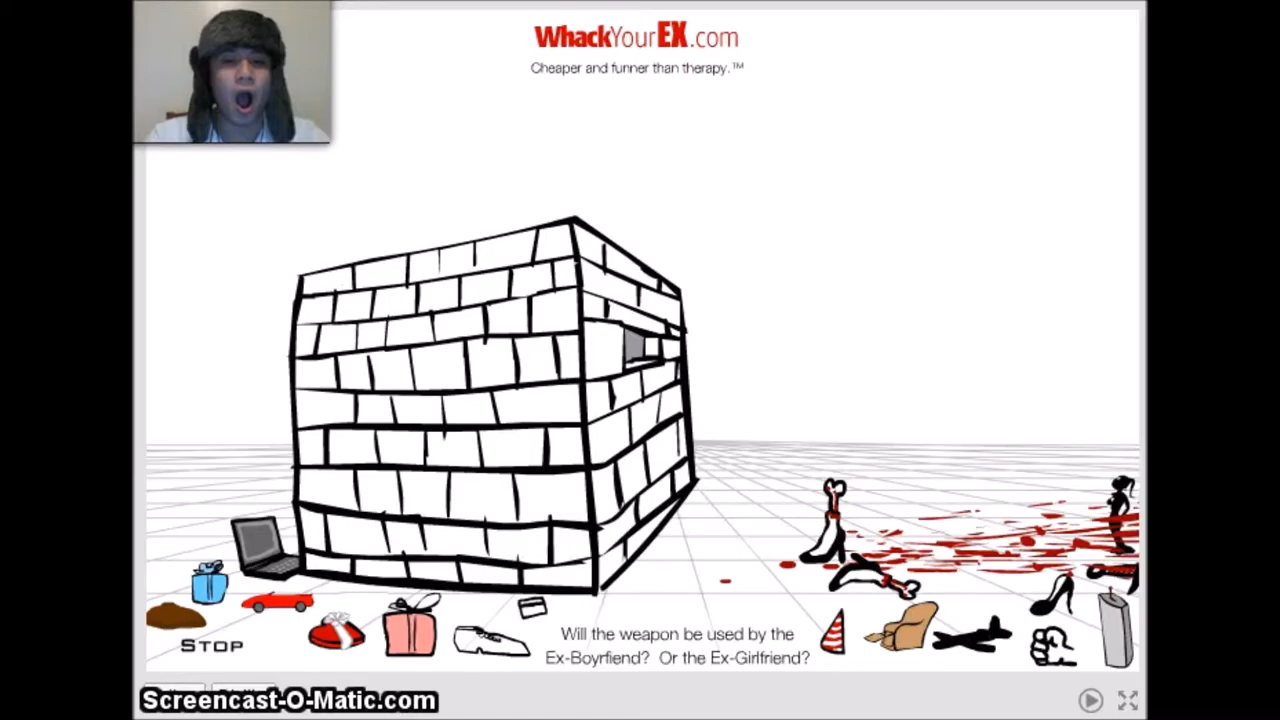 WhackYourEX.com
Cheaper and funner than therapy.™
Will the weapon be used by the
STOP
Ex-Boyrfiend? Or the Ex-Girlfriend?
Screencast-O-Matic.com